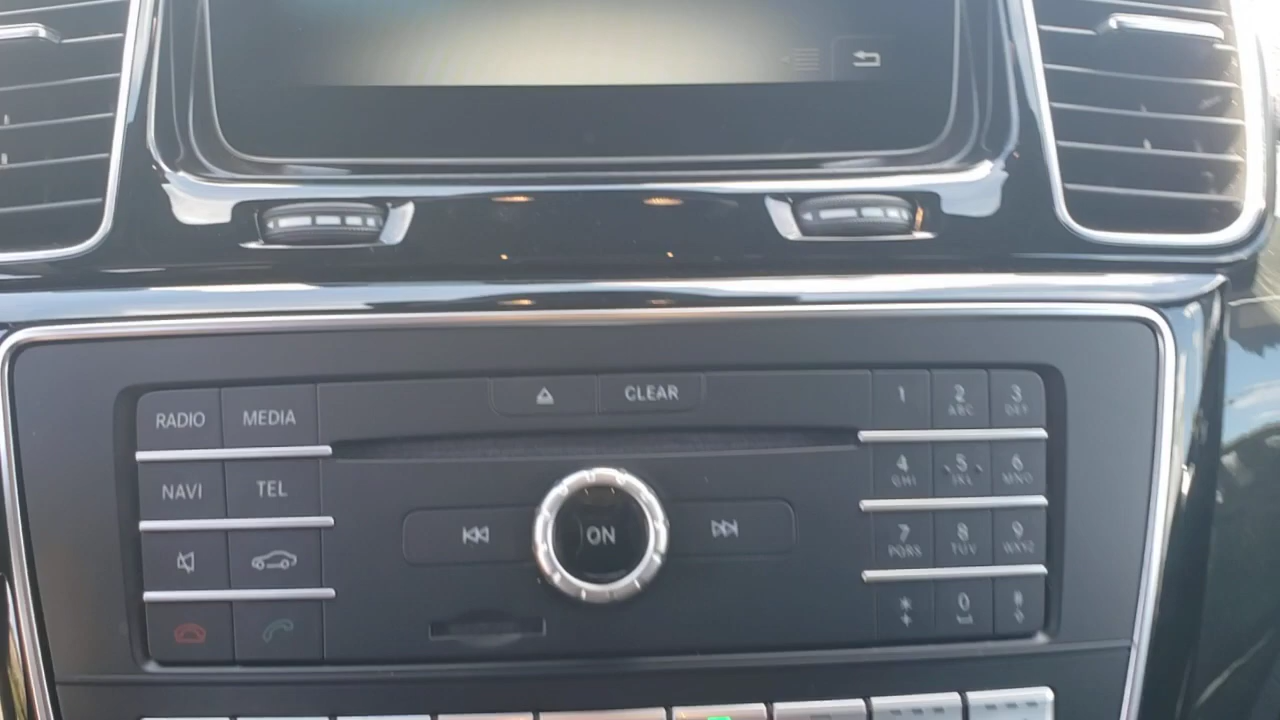 RADIO MEDIA CLEAR 1 2 3
ABC DEF
NAVI TEL 4 5 6
GHI JKL MNO
ON 7 8 9
PQRS TUV WXYZ
* 0
+